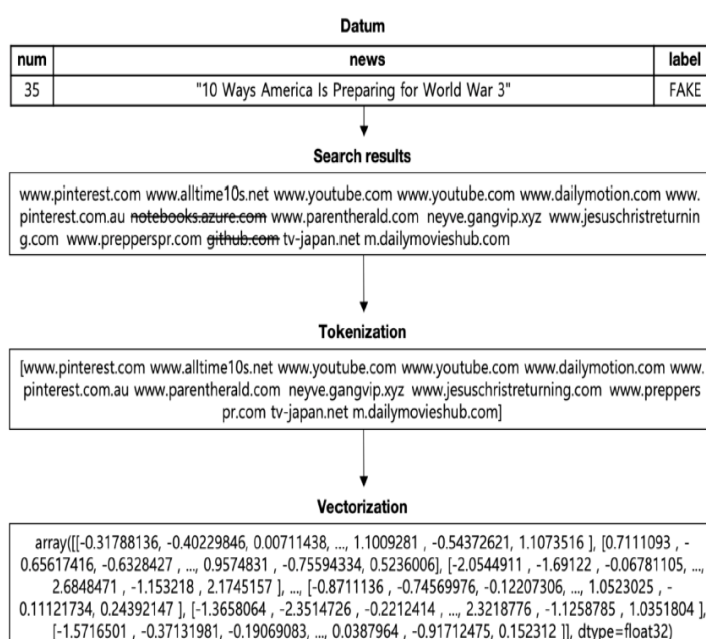 Datum
num news label
35 "10 Ways America Is Preparing for World War 3" FAKE
Search results
www.pinterest.com www.alltime10s.net www.youtube.com www.youtube.com www.dailymotion.com www.
pinterest.com.au notebooks.azure.com www.parentherald.com neyve.gangvip.xyz www.jesuschristreturnin
g.com www.prepperspr.com github.com tv-japan.net m.dailymovieshub.com
Tokenization
[www.pinterest.com www.alltime10s.net www.youtube.com www.youtube.com www.dailymotion.com www.
pinterest.com.au www.parentherald.com neyve.gangvip.xyz www.jesuschristreturning.com www.preppers
pr.com tv-japan.net m.dailymovieshub.com]
Vectorization
array([[-0.31788136, -0.40229846, 0.00711438, ..., 1.1009281 , -0.54372621, 1.1073516 ], [0.7111093 , -
0.65617416, -0.6328427 , ..., 0.9574831 , -0.75594334, 0.5236006], [-2.0544911 , -1.69122 , -0.06781105, ...,
2.6848471 , -1.153218 , 2.1745157 ], ..., [-0.8711136 , -0.74569976, -0.12207306, ..., 1.0523025 , -
0.11121734, 0.24392147 ], [-1.3658064 , -2.3514726 , -0.2212414 , ..., 2.3218776 , -1.1258785 , 1.0351804 ],
[-1.5716501 , -0.37131981, -0.19069083, ..., 0.0387964 , -0.91712475, 0.152312 ]], dtype=float32)